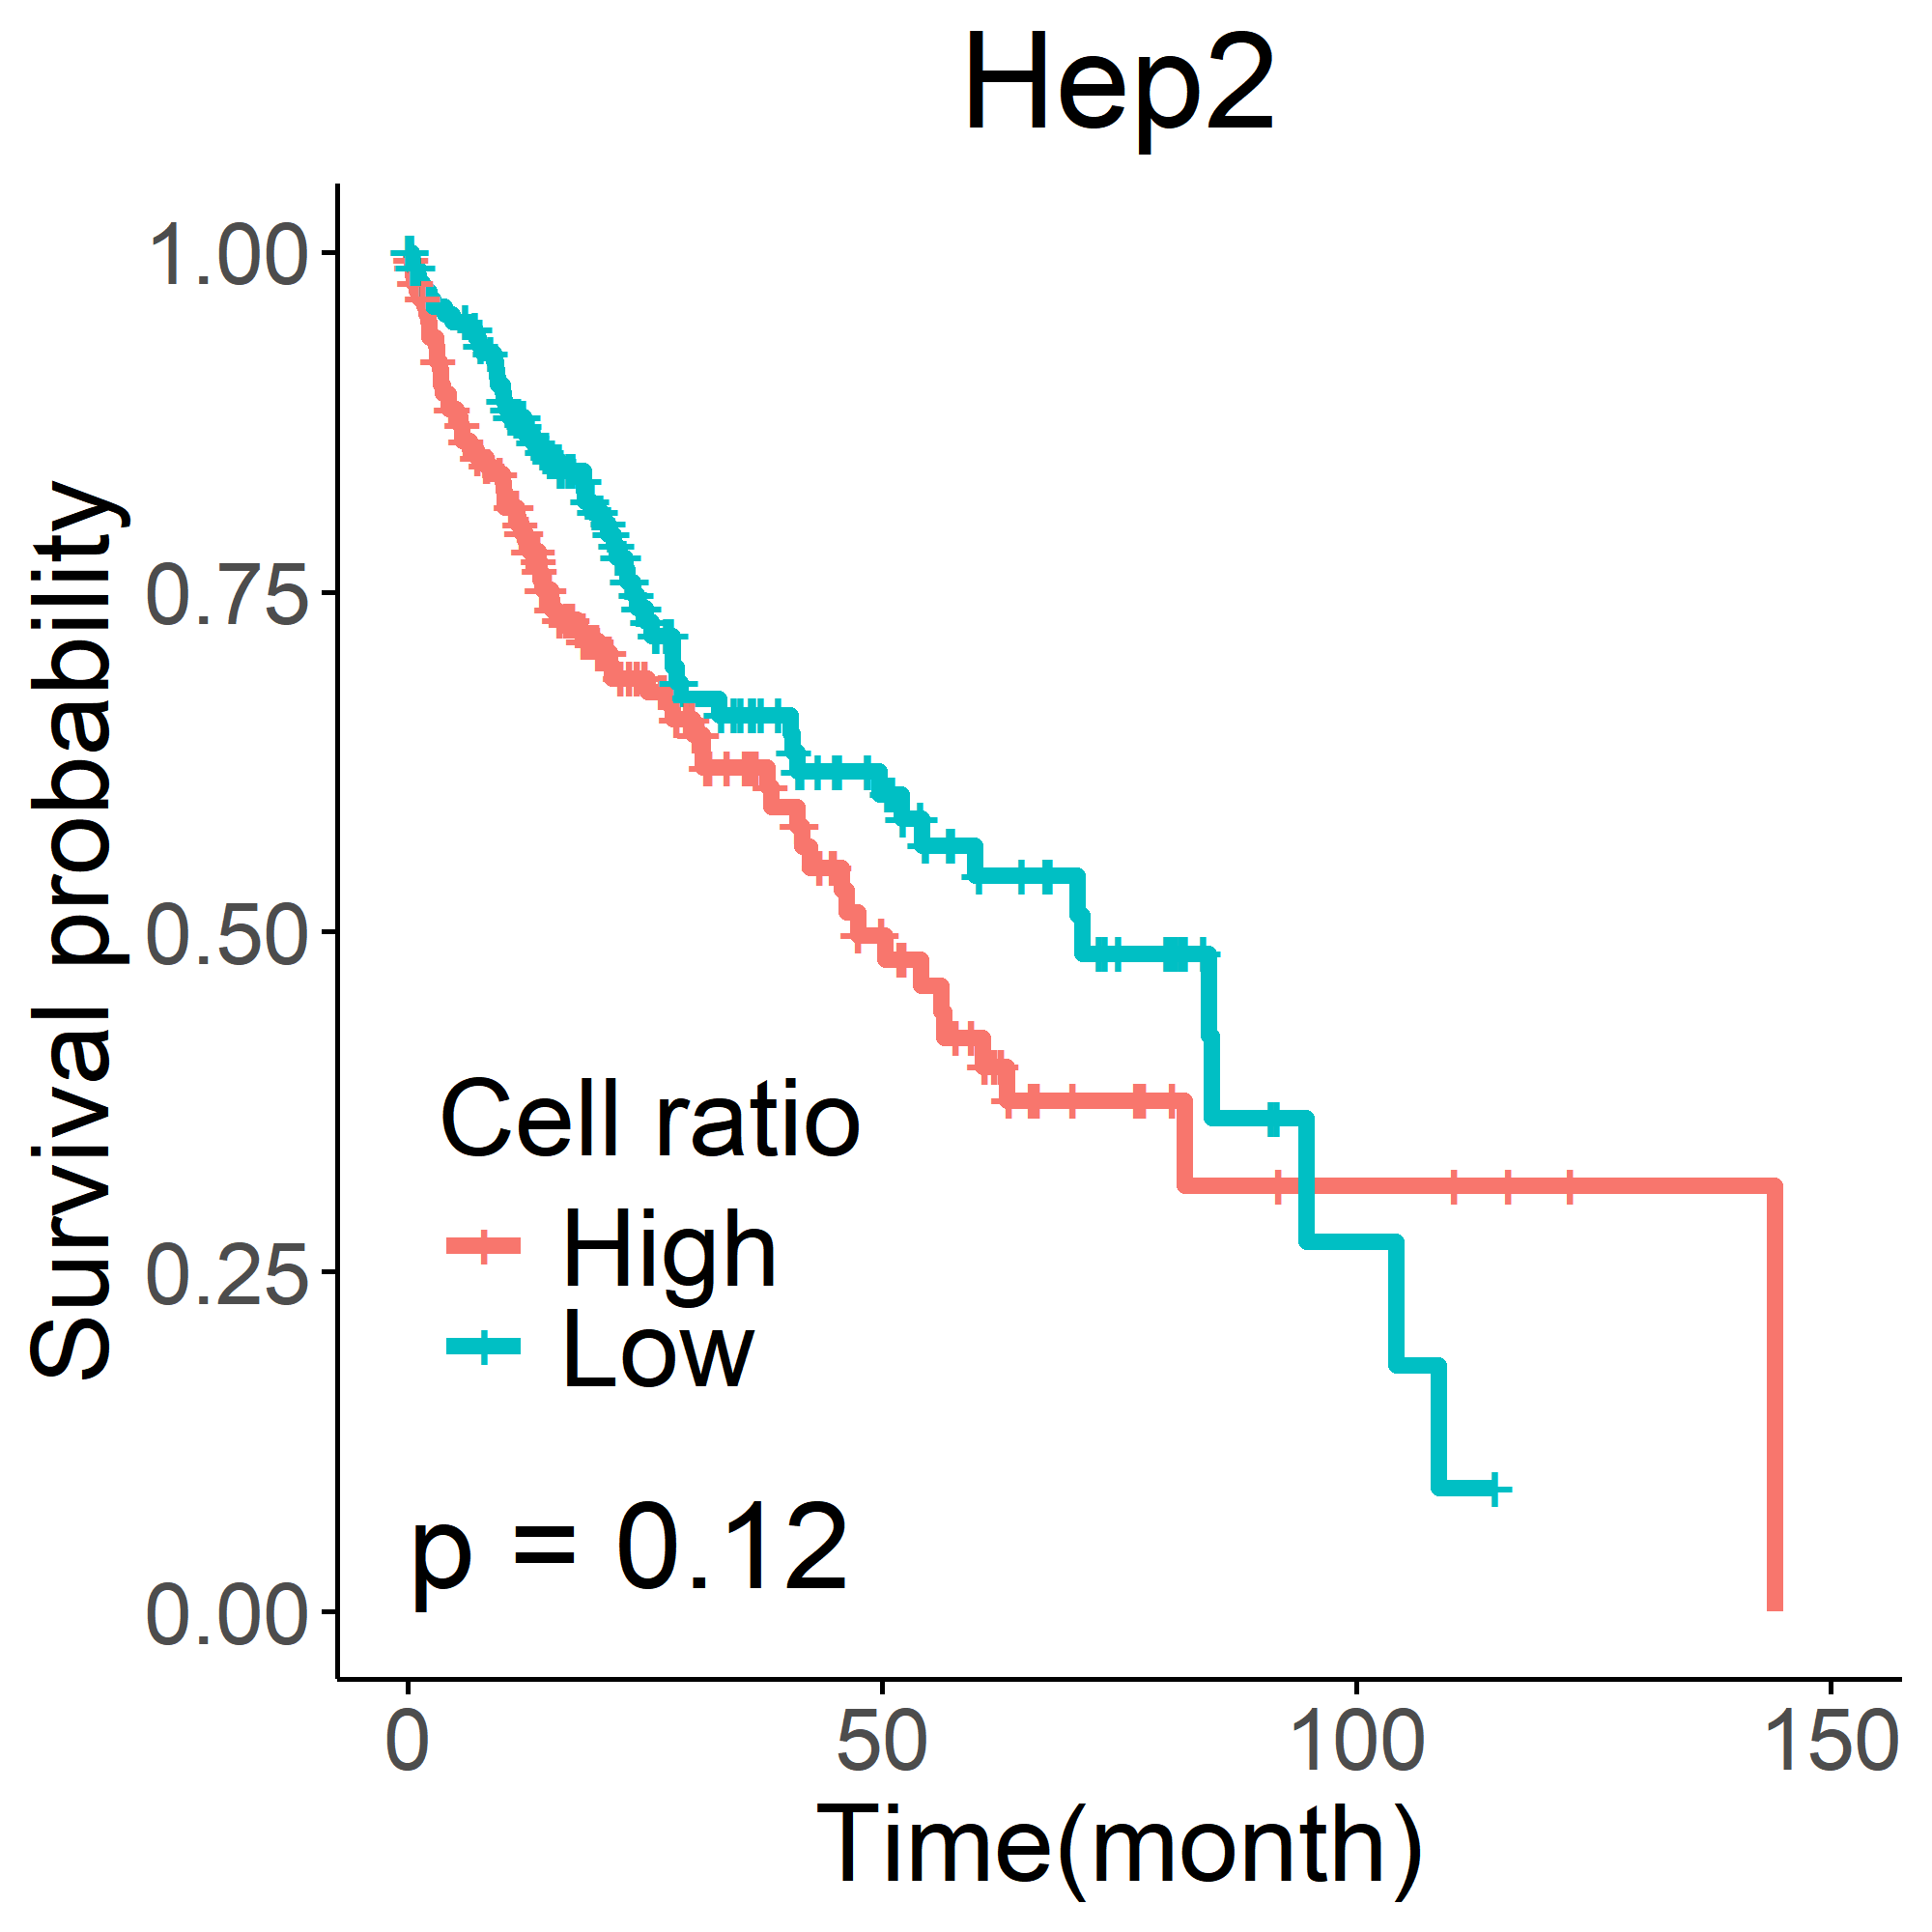 Hep2
Survival probability
1.00
0.75
0.50
0.25
0.00
Cell ratio
High
Low
p = 0.12
0 50 100 150
Time(month)